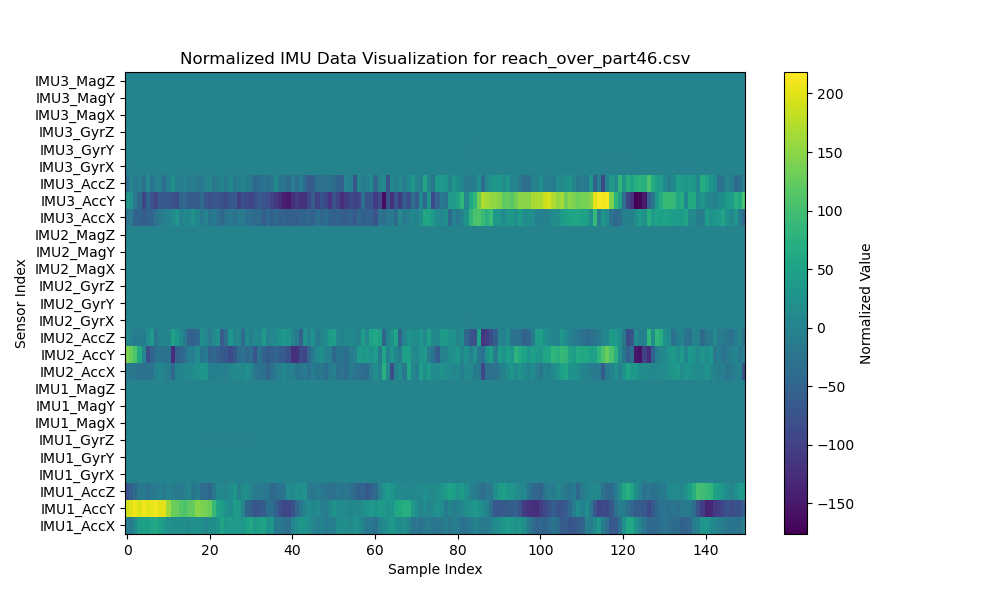 Normalized IMU Data Visualization for reach_over_part46.csv
IMU3_MagZ
IMU3_MagY
IMU3_MagX
IMU3_GyrZ
IMU3_GyrY
IMU3_GyrX
IMU3_AccZ
IMU3_AccY
IMU3_AccX
IMU2_MagZ
IMU2_MagY
IMU2_MagX
IMU2_GyrZ
IMU2_GyrY
IMU2_GyrX
IMU2_AccZ
IMU2_AccY
IMU2_AccX
IMU1_MagZ
IMU1_MagY
IMU1_MagX
IMU1_GyrZ
IMU1_GyrY
IMU1_GyrX
IMU1_AccZ
IMU1_AccY
IMU1_AccX
Sensor Index
0 20 40 60 80 100 120 140
Sample Index
200
150
100
50
0
−50
−100
−150
Normalized Value